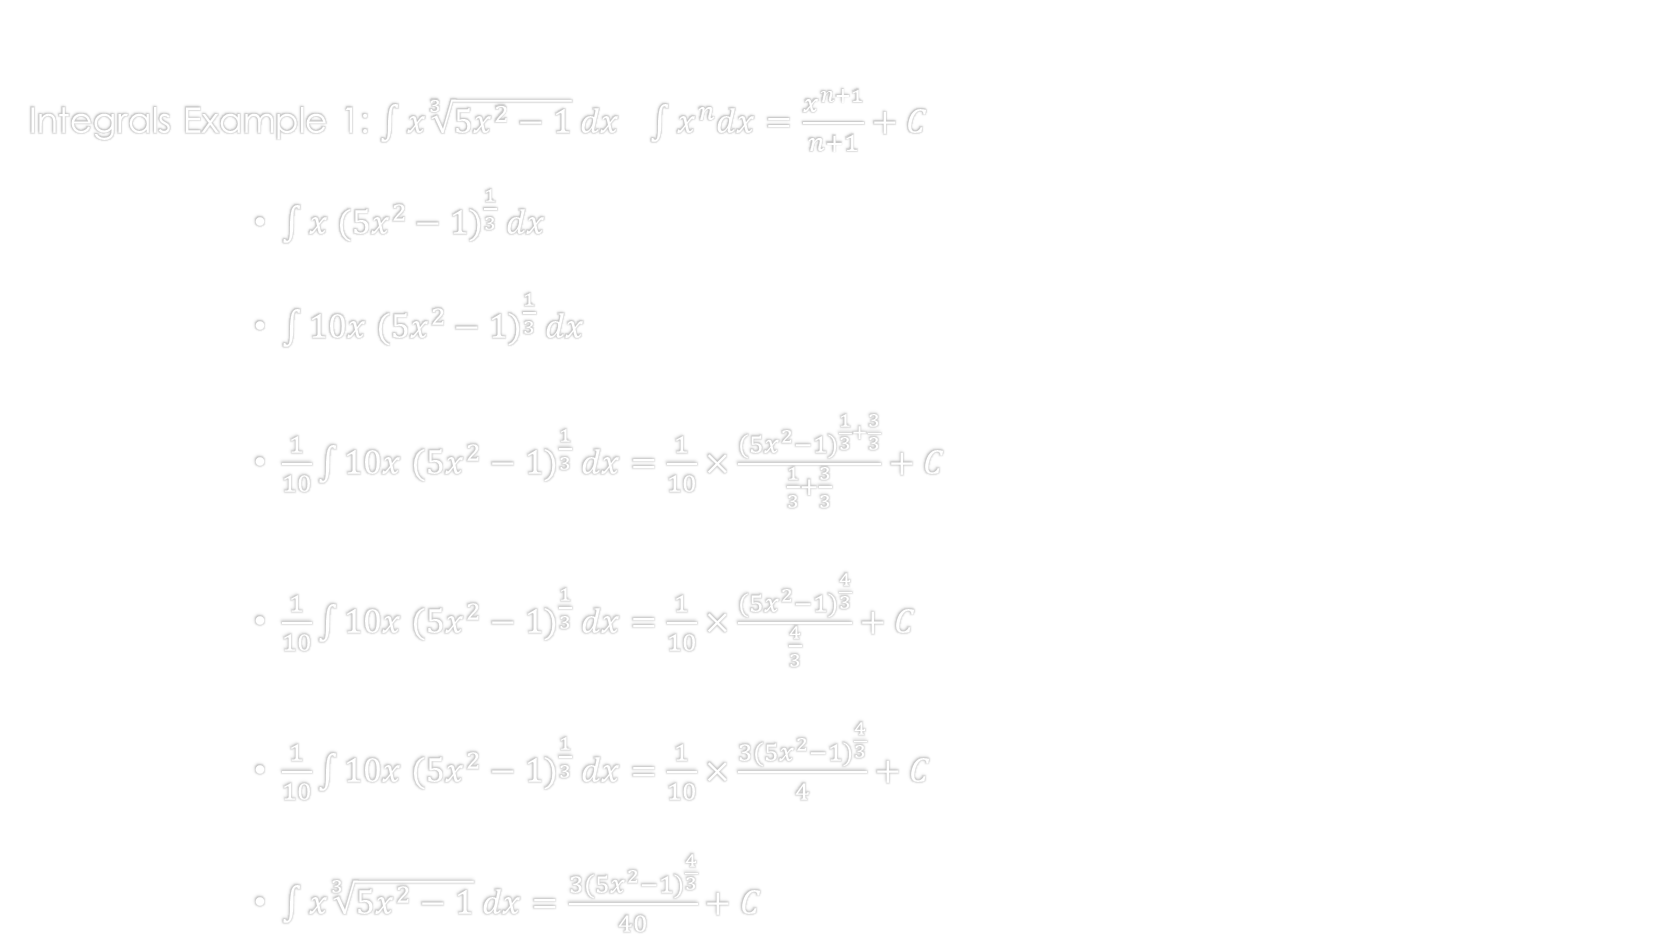 Integrals Example 1: ∫ x ∛(5x² − 1) dx   ∫ xⁿdx = xⁿ⁺¹/(n+1) + C
• ∫ x (5x² − 1)^(1/3) dx
• ∫ 10x (5x² − 1)^(1/3) dx
• 1/10 ∫ 10x (5x² − 1)^(1/3) dx = 1/10 × (5x²−1)^(1/3+3/3)/(1/3+3/3) + C
• 1/10 ∫ 10x (5x² − 1)^(1/3) dx = 1/10 × (5x²−1)^(4/3)/(4/3) + C
• 1/10 ∫ 10x (5x² − 1)^(1/3) dx = 1/10 × 3(5x²−1)^(4/3)/4 + C
• ∫ x ∛(5x² − 1) dx = 3(5x²−1)^(4/3)/40 + C